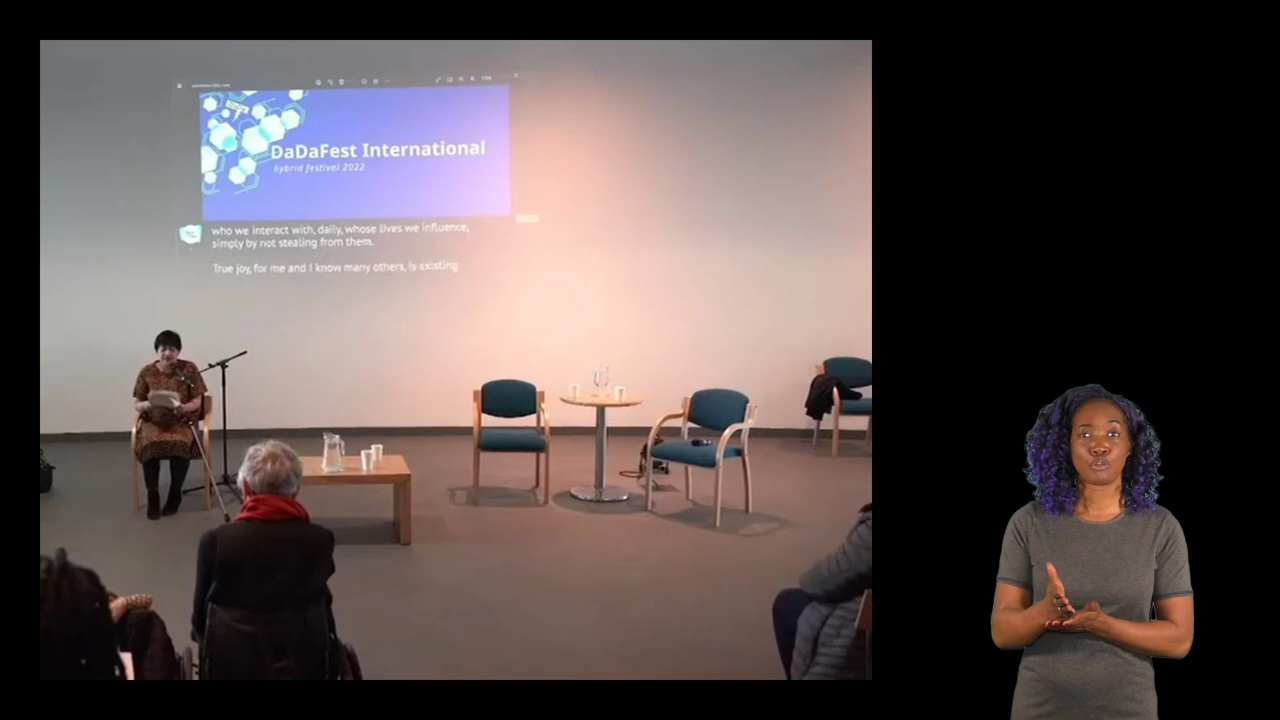 DaDaFest International
hybrid festival 2022
who we interact with, daily, whose lives we influence,
simply by not stealing from them.
True joy, for me and I know many others, is existing